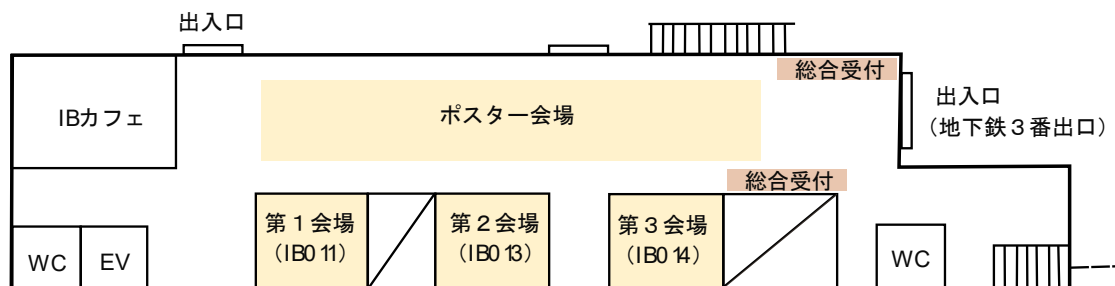 出入口
総合受付
IBカフェ
ポスター会場
出入口
（地下鉄３番出口）
総合受付
第１会場
（IB011）
第２会場
（IB013）
第３会場
（IB014）
WC
EV
WC